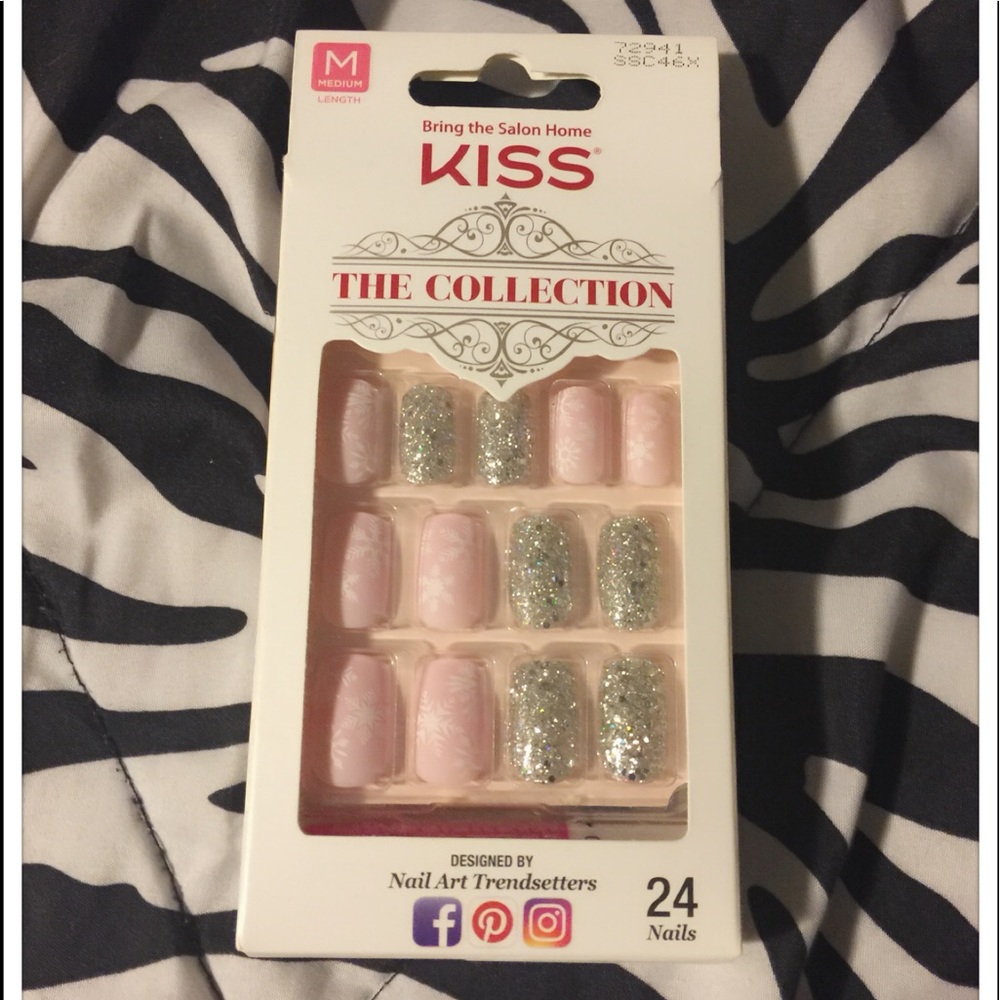 M
MEDIUM
LENGTH
72941
SSC46X
Bring the Salon Home
KISS®
THE COLLECTION
DESIGNED BY
Nail Art Trendsetters
24
Nails